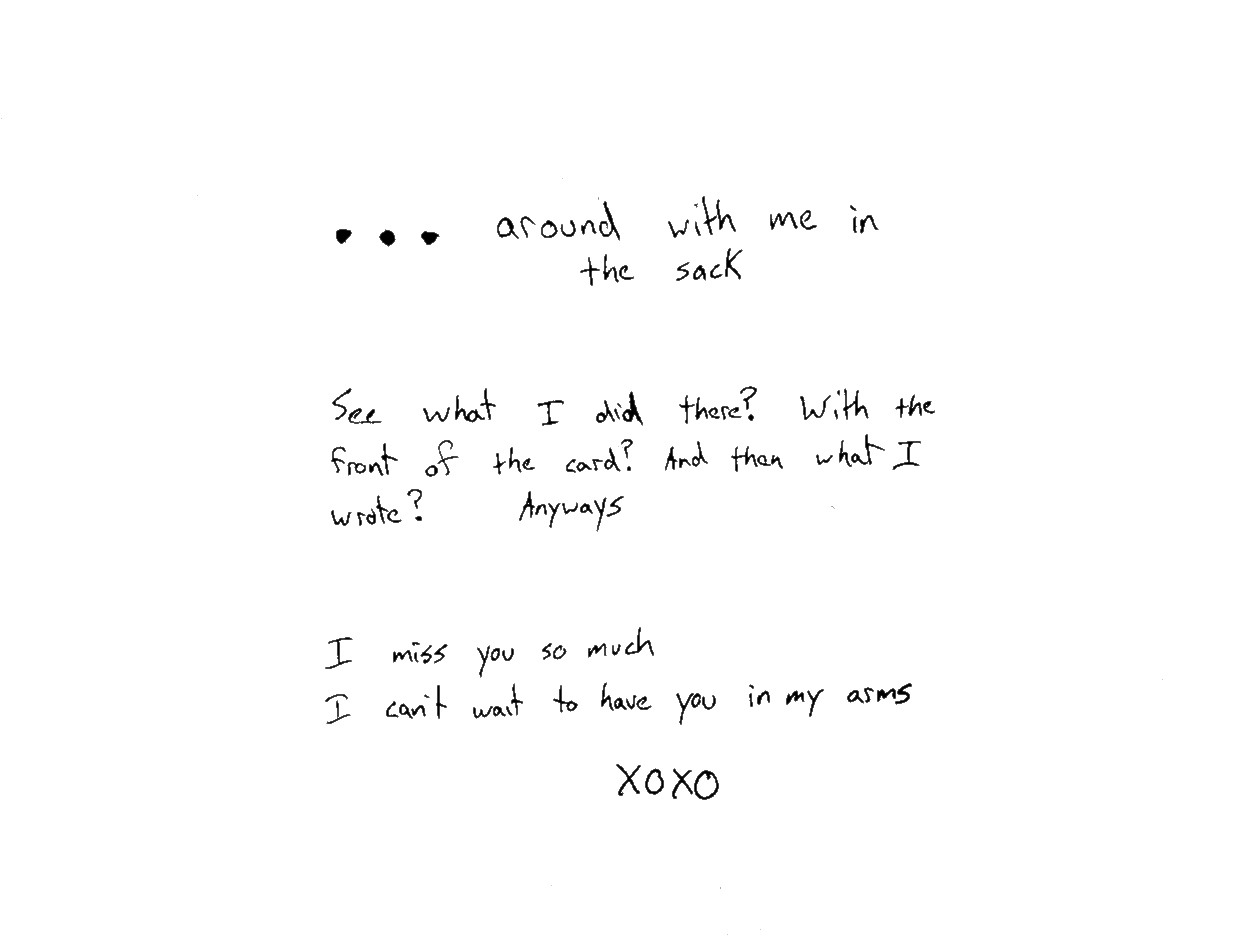 ... around with me in
the sack
See what I did there? With the
front of the card? And then what I
wrote? Anyways
I miss you so much
I can't wait to have you in my arms
XOXO